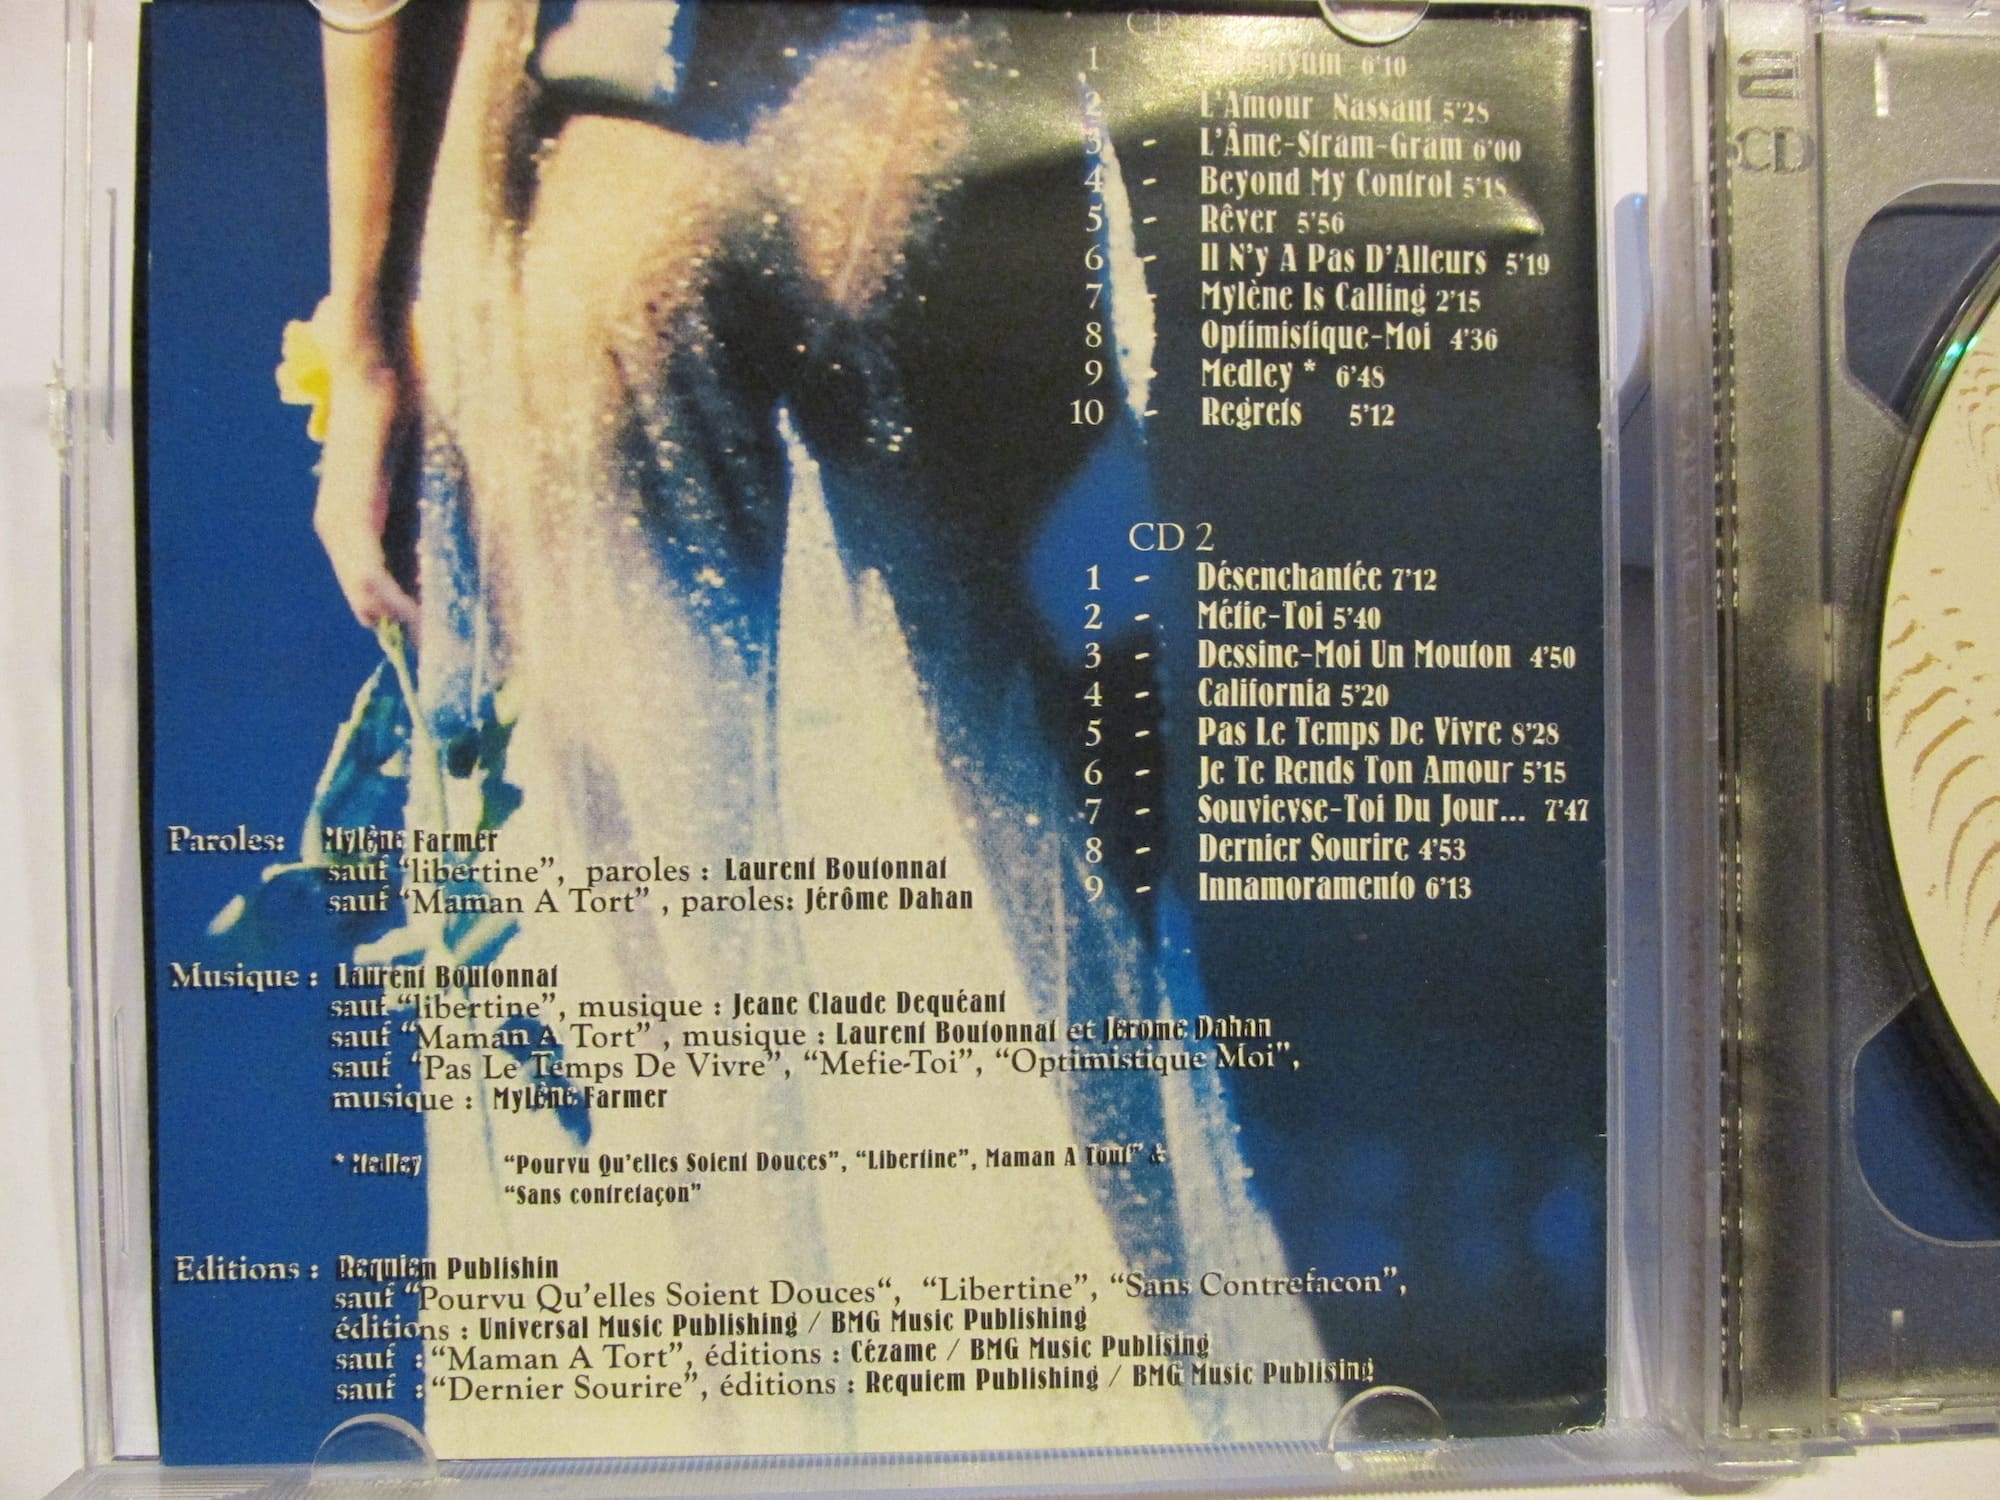 CD
1 6'10
2 L'Amour Nassant 5'28
3 - L'Âme-Stram-Gram 6'00
4 - Beyond My Control 5'18
5 - Rêver 5'56
6 - Il N'y A Pas D'Alleurs 5'19
7 - Mylène Is Calling 2'15
8 - Optimistique-Moi 4'36
9 - Medley * 6'48
10 - Regrets 5'12
CD 2
1 - Désenchantée 7'12
2 - Métie-Toi 5'40
3 - Dessine-Moi Un Mouton 4'50
4 - California 5'20
5 - Pas Le Temps De Vivre 8'28
6 - Je Te Rends Ton Amour 5'15
7 - Souvievse-Toi Du Jour... 7'47
8 - Dernier Sourire 4'53
9 - Innamoramento 6'13
Paroles: Mylène Farmer
sauf "libertine", paroles : Laurent Boutonnat
sauf "Maman A Tort" , paroles: Jérôme Dahan
Musique : Laurent Boutonnat
sauf "libertine", musique : Jeane Claude Dequéant
sauf "Maman A Tort" , musique : Laurent Boutonnat et Jérome Dahan
sauf "Pas Le Temps De Vivre", "Mefie-Toi", "Optimistique Moi",
musique : Mylène Farmer
* Medley "Pourvu Qu'elles Soient Douces", "Libertine", Maman A Tout" &
"Sans contrefaçon"
Editions : Requiem Publishin
sauf "Pourvu Qu'elles Soient Douces", "Libertine", "Sans Contrefacon",
éditions : Universal Music Publishing / BMG Music Publishing
sauf : "Maman A Tort", éditions : Cézame / BMG Music Publising
sauf : "Dernier Sourire", éditions : Requiem Publishing / BMG Music Publising
2
CD